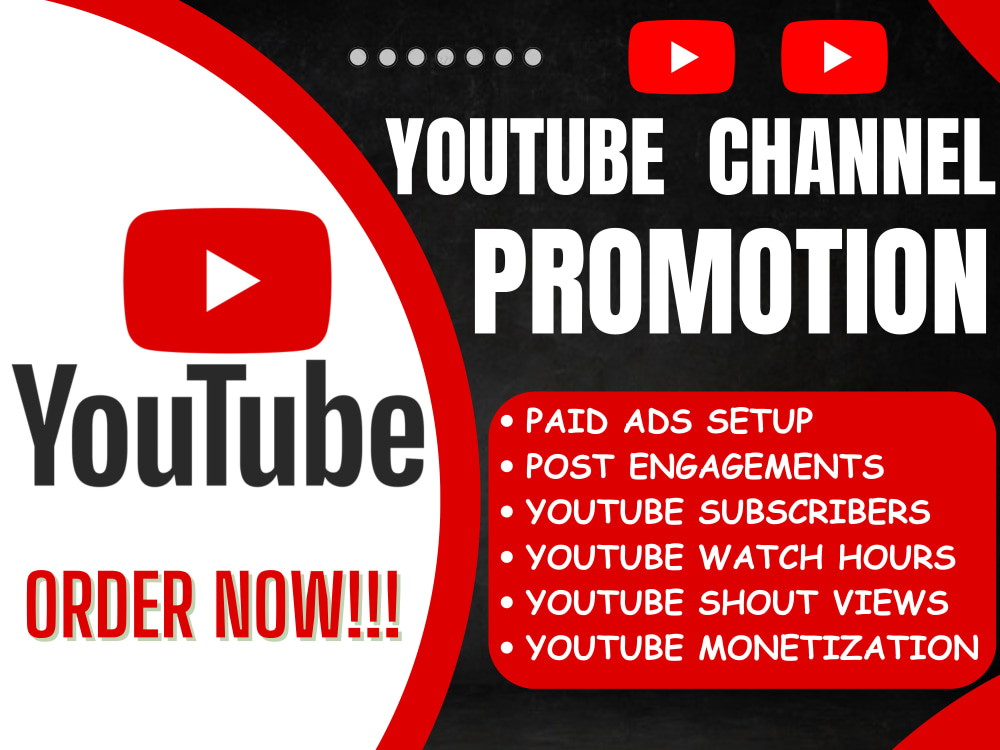 YOUTUBE CHANNEL
PROMOTION
YouTube
ORDER NOW!!!
• PAID ADS SETUP
• POST ENGAGEMENTS
• YOUTUBE SUBSCRIBERS
• YOUTUBE WATCH HOURS
• YOUTUBE SHOUT VIEWS
• YOUTUBE MONETIZATION